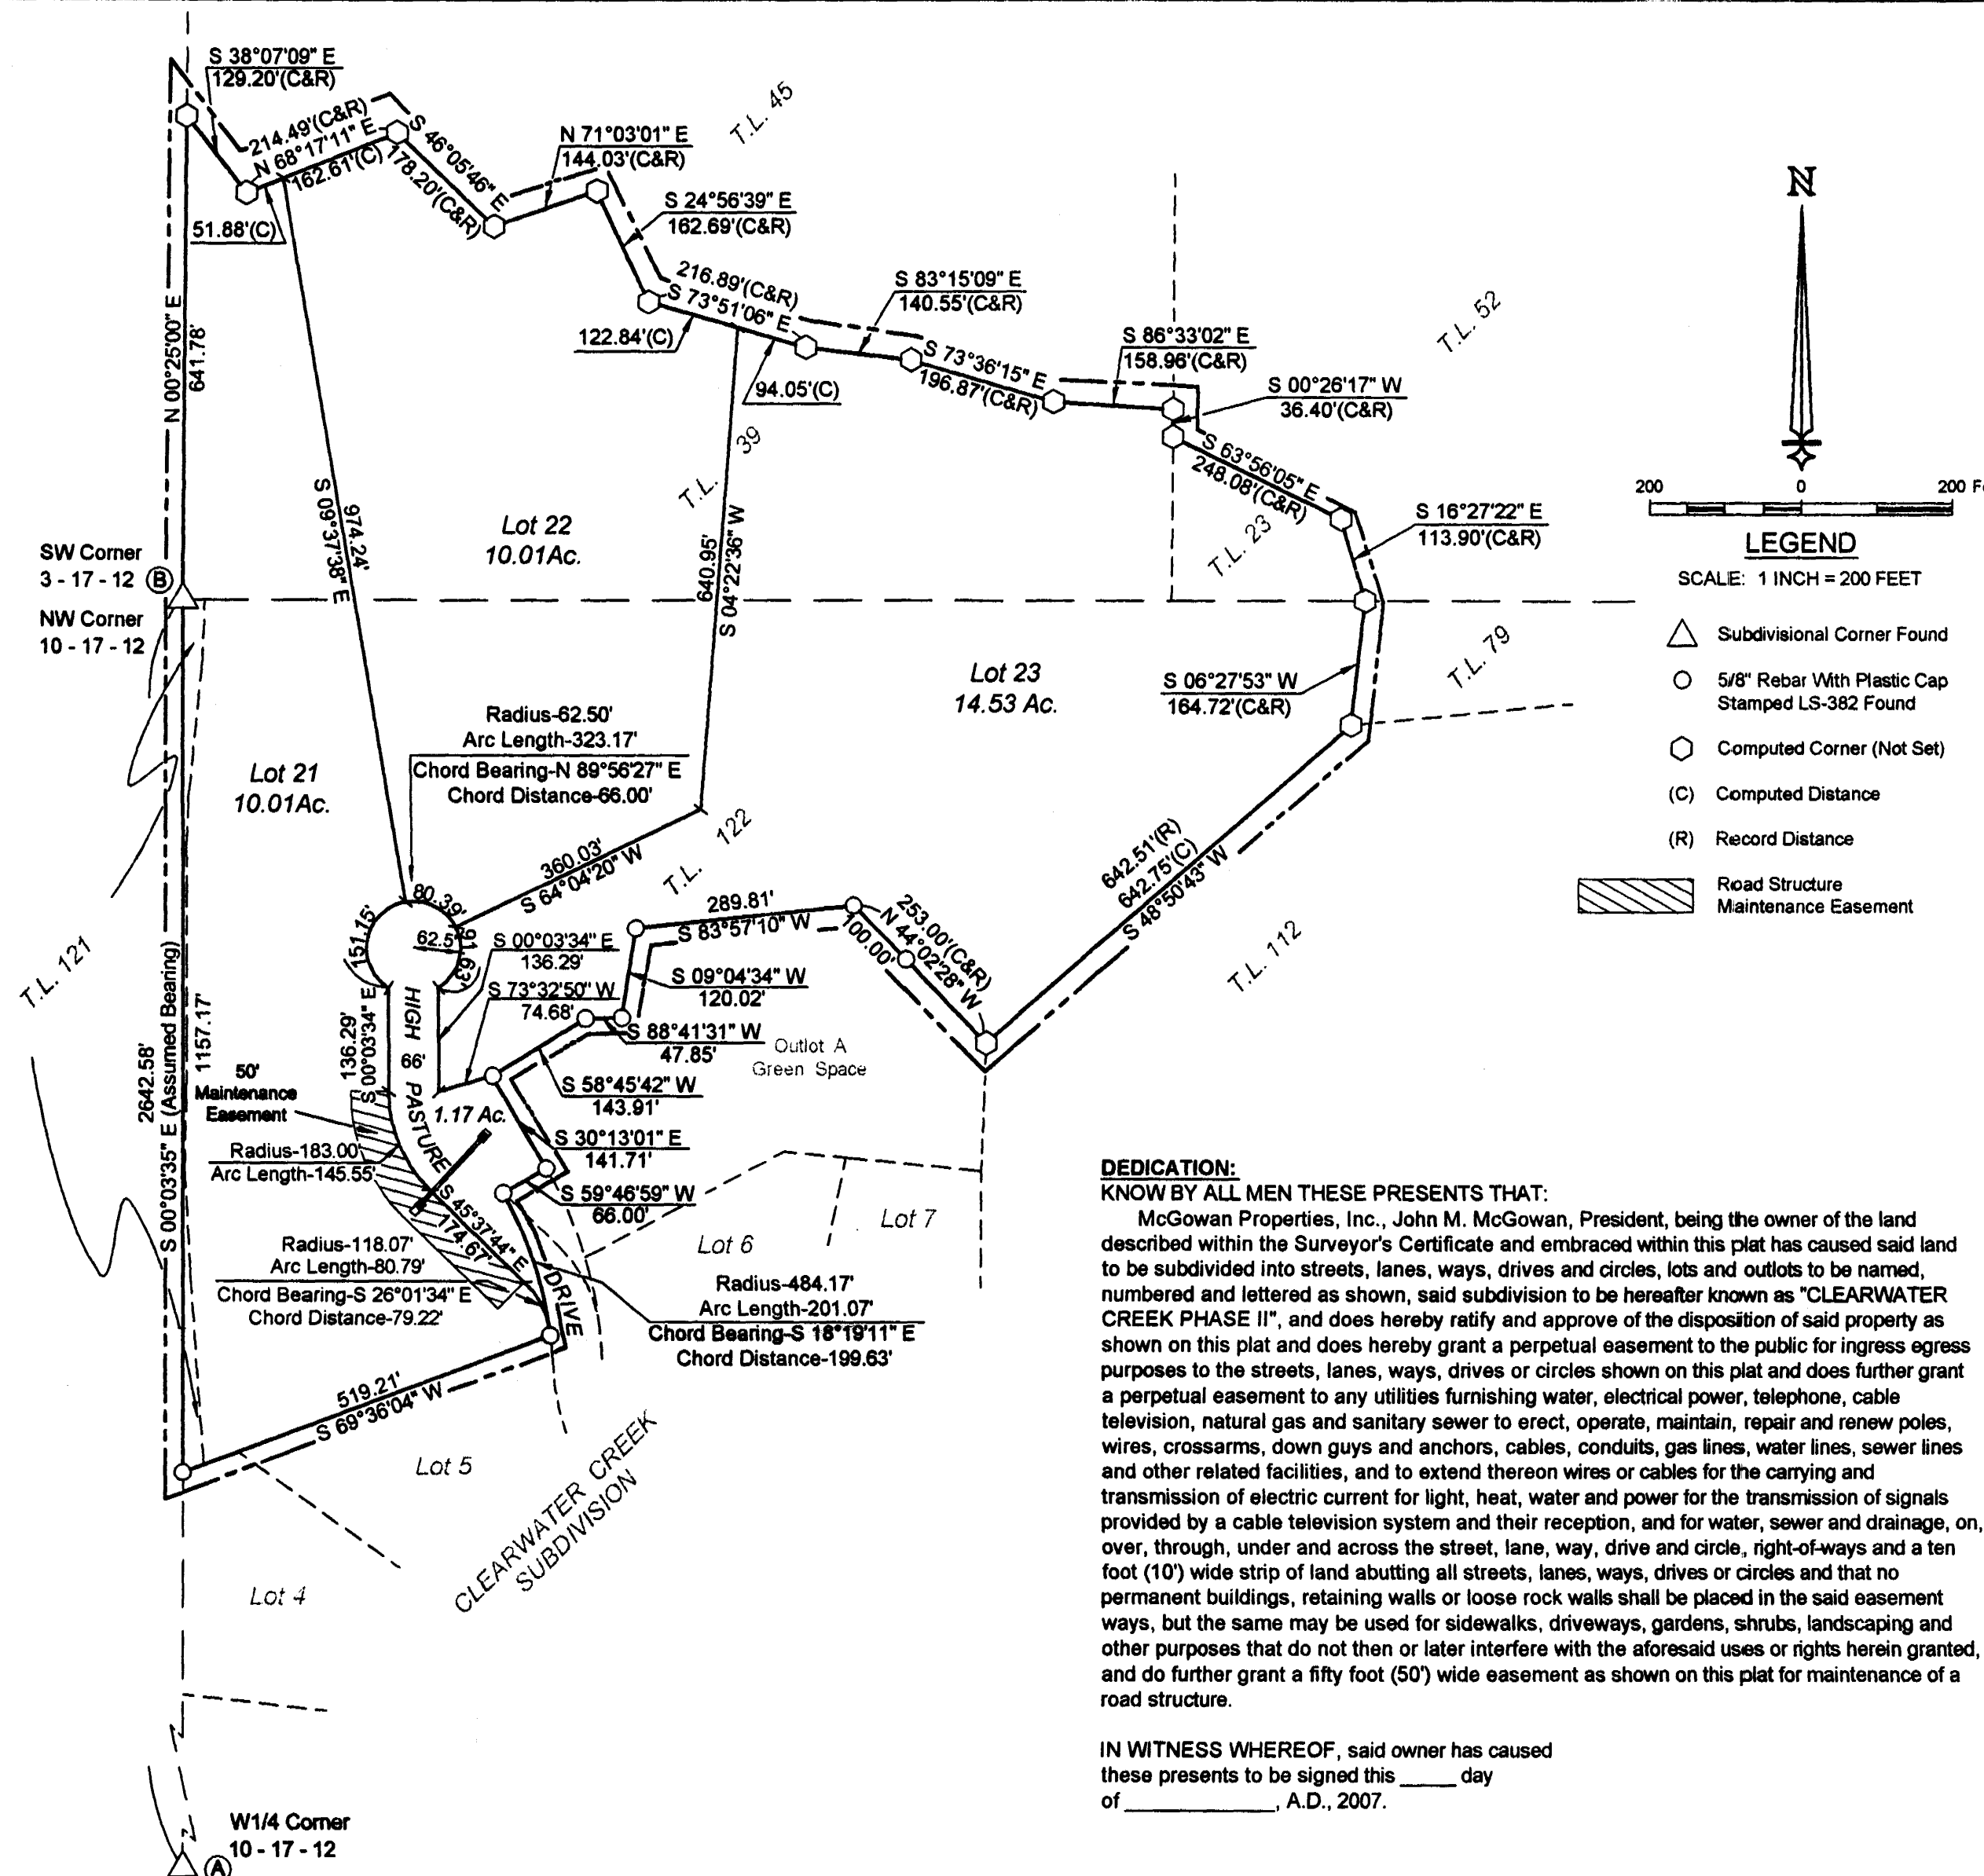 S 38°07'09" E
129.20'(C&R)
214.49'(C&R)
N 68°17'11" E
162.61'(C)
51.88'(C)
S 46°05'46" E
178.20'(C&R)
N 71°03'01" E
144.03'(C&R)
T.L. 45
S 24°56'39" E
162.69'(C&R)
216.89'(C&R)
S 73°51'06" E
122.84'(C)
94.05'(C)
S 83°15'09" E
140.55'(C&R)
S 73°36'15" E
196.87'(C&R)
S 86°33'02" E
158.96'(C&R)
T.L. 52
S 00°26'17" W
36.40'(C&R)
S 63°56'05" E
248.08'(C&R)
T.L. 23
S 16°27'22" E
113.90'(C&R)
N
200 0 200
LEGEND
SCALE: 1 INCH = 200 FEET
Subdivisional Corner Found
5/8" Rebar With Plastic Cap
Stamped LS-382 Found
Computed Corner (Not Set)
(C) Computed Distance
(R) Record Distance
Road Structure
Maintenance Easement
N 00°25'00" E
641.78'
974.24'
S 09°37'38" E
Lot 22
10.01Ac.
T.L. 39
640.95'
S 04°22'36" W
SW Corner
3 - 17 - 12 B
NW Corner
10 - 17 - 12
Lot 23
14.53 Ac.
S 06°27'53" W
164.72'(C&R)
T.L. 79
Lot 21
10.01Ac.
Radius-62.50'
Arc Length-323.17'
Chord Bearing-N 89°56'27" E
Chord Distance-66.00'
T.L. 122
360.03'
S 64°04'20" W
80.39'
151.15'
62.5'
91.63'
642.51'(R)
642.75'(C)
S 48°50'43" W
T.L. 112
289.81'
S 83°57'10" W
253.00'(C&R)
N 44°02'28" W
100.00'
S 00°03'34" E
136.29'
S 73°32'50" W
74.68'
S 09°04'34" W
120.02'
S 88°41'31" W
47.85'
Outlot A
Green Space
S 58°45'42" W
143.91'
S 30°13'01" E
141.71'
S 59°46'59" W
66.00'
T.L. 121
2642.58'
S 00°03'35" E (Assumed Bearing)
1157.17'
136.29'
S 00°03'34" E
HIGH
66'
PASTURE
DRIVE
1.17 Ac.
50'
Maintenance
Easement
Radius-183.00'
Arc Length-145.55'
S 45°37'44" E
174.67'
Radius-118.07'
Arc Length-80.79'
Chord Bearing-S 26°01'34" E
Chord Distance-79.22'
Lot 6
Lot 7
Radius-484.17'
Arc Length-201.07'
Chord Bearing-S 18°19'11" E
Chord Distance-199.63'
519.21'
S 69°36'04" W
Lot 5
CLEARWATER CREEK
SUBDIVISION
Lot 4
W1/4 Corner
10 - 17 - 12
A
DEDICATION:
KNOW BY ALL MEN THESE PRESENTS THAT:
McGowan Properties, Inc., John M. McGowan, President, being the owner of the land
described within the Surveyor's Certificate and embraced within this plat has caused said land
to be subdivided into streets, lanes, ways, drives and circles, lots and outlots to be named,
numbered and lettered as shown, said subdivision to be hereafter known as "CLEARWATER
CREEK PHASE II", and does hereby ratify and approve of the disposition of said property as
shown on this plat and does hereby grant a perpetual easement to the public for ingress egress
purposes to the streets, lanes, ways, drives or circles shown on this plat and does further grant
a perpetual easement to any utilities furnishing water, electrical power, telephone, cable
television, natural gas and sanitary sewer to erect, operate, maintain, repair and renew poles,
wires, crossarms, down guys and anchors, cables, conduits, gas lines, water lines, sewer lines
and other related facilities, and to extend thereon wires or cables for the carrying and
transmission of electric current for light, heat, water and power for the transmission of signals
provided by a cable television system and their reception, and for water, sewer and drainage, on,
over, through, under and across the street, lane, way, drive and circle, right-of-ways and a ten
foot (10') wide strip of land abutting all streets, lanes, ways, drives or circles and that no
permanent buildings, retaining walls or loose rock walls shall be placed in the said easement
ways, but the same may be used for sidewalks, driveways, gardens, shrubs, landscaping and
other purposes that do not then or later interfere with the aforesaid uses or rights herein granted,
and do further grant a fifty foot (50') wide easement as shown on this plat for maintenance of a
road structure.
IN WITNESS WHEREOF, said owner has caused
these presents to be signed this _____ day
of _____________, A.D., 2007.